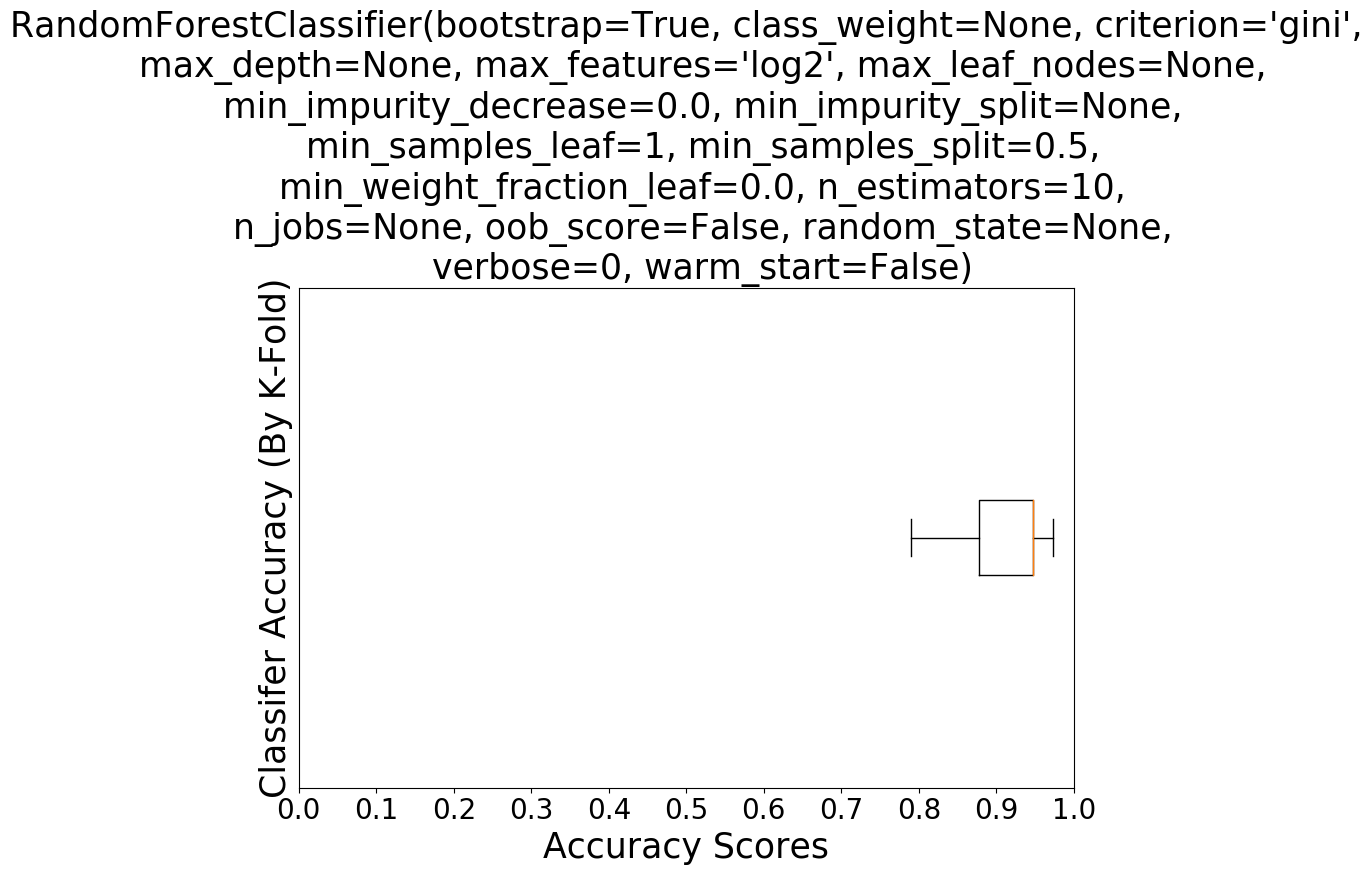 RandomForestClassifier(bootstrap=True, class_weight=None, criterion='gini',
max_depth=None, max_features='log2', max_leaf_nodes=None,
min_impurity_decrease=0.0, min_impurity_split=None,
min_samples_leaf=1, min_samples_split=0.5,
min_weight_fraction_leaf=0.0, n_estimators=10,
n_jobs=None, oob_score=False, random_state=None,
verbose=0, warm_start=False)
Classifer Accuracy (By K-Fold)
0.0 0.1 0.2 0.3 0.4 0.5 0.6 0.7 0.8 0.9 1.0
Accuracy Scores